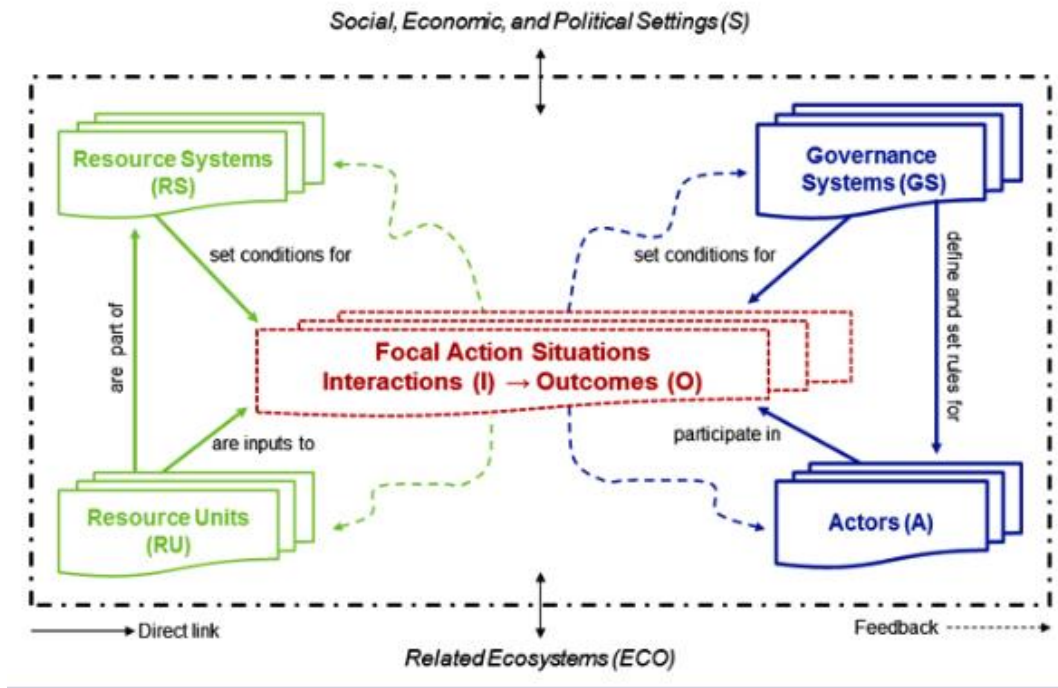 Social, Economic, and Political Settings (S)
Resource Systems
(RS)
Governance
Systems (GS)
set conditions for
set conditions for
are part of
define and set rules for
Focal Action Situations
Interactions (I) → Outcomes (O)
are inputs to
participate in
Resource Units
(RU)
Actors (A)
Direct link
Feedback
Related Ecosystems (ECO)